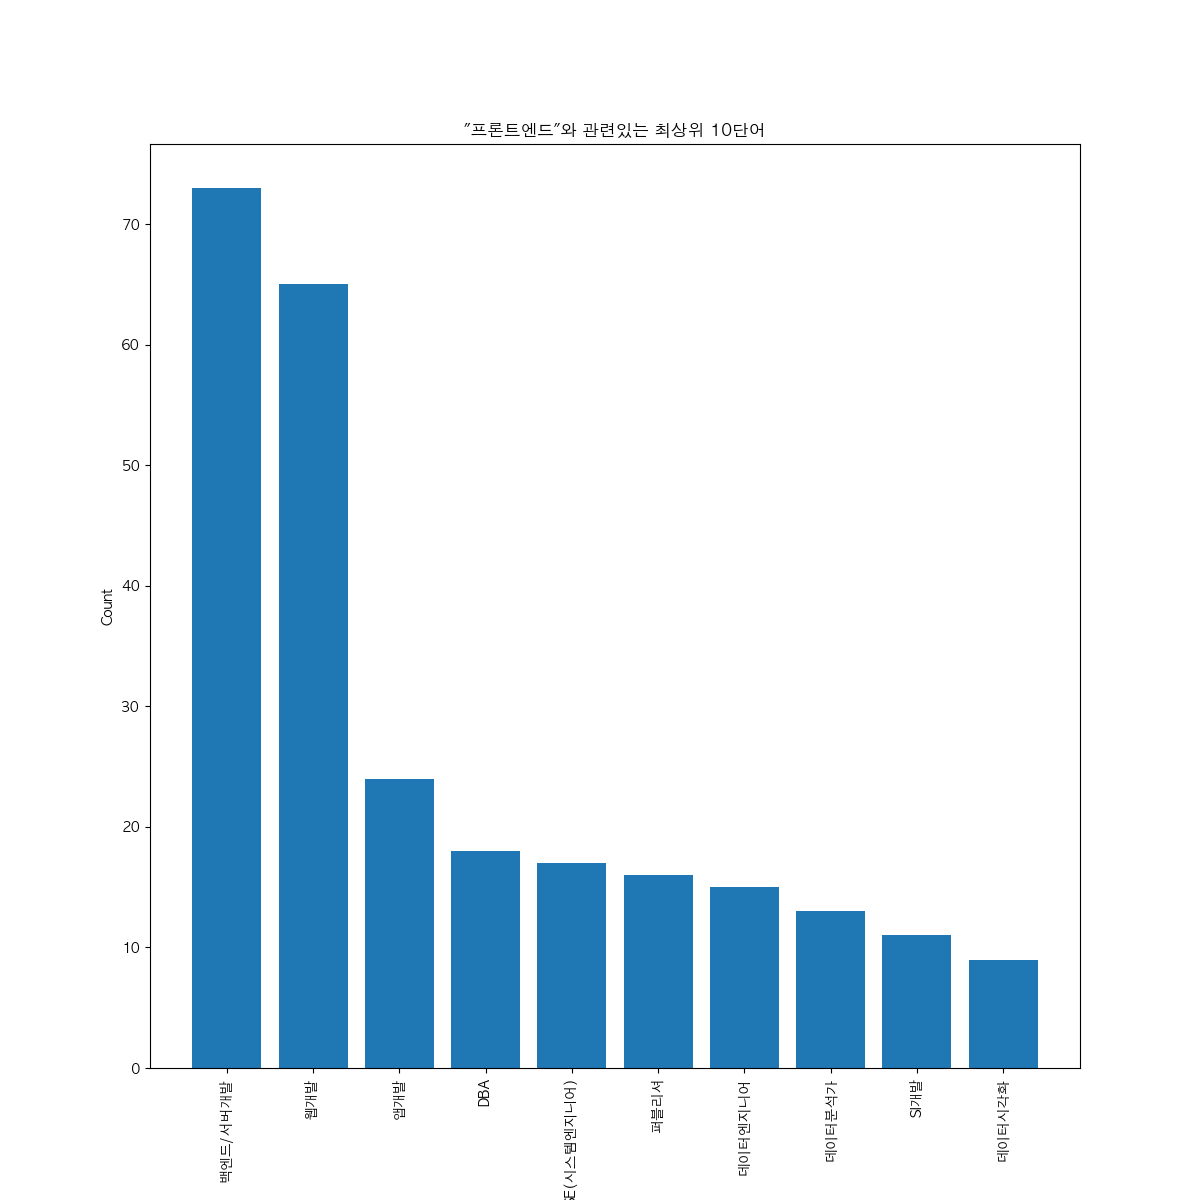 "프론트엔드"와 관련있는 최상위 10단어
Count
70
60
50
40
30
20
10
0
백엔드/서버개발
웹개발
앱개발
DBA
SE(시스템엔지니어)
퍼블리셔
데이터엔지니어
데이터분석가
SI개발
데이터시각화